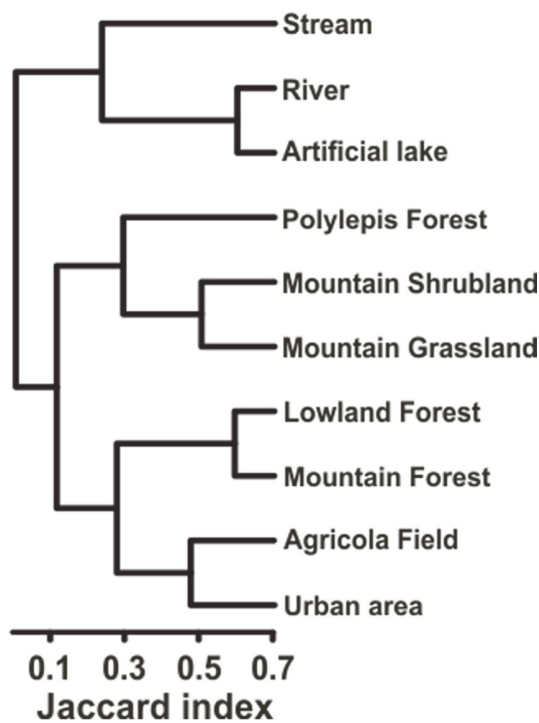 Stream
River
Artificial lake
Polylepis Forest
Mountain Shrubland
Mountain Grassland
Lowland Forest
Mountain Forest
Agricola Field
Urban area
0.1 0.3 0.5 0.7
Jaccard index